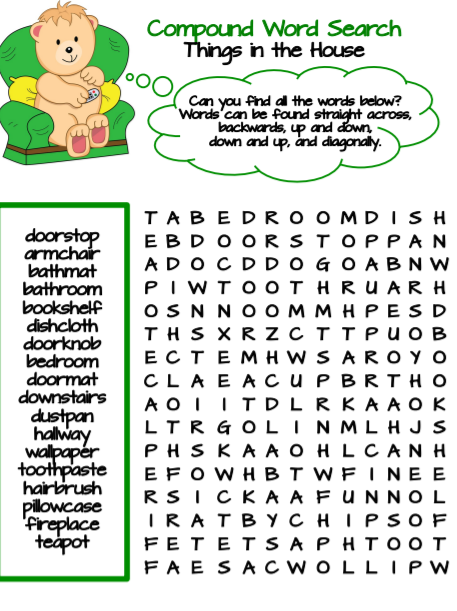 Compound Word Search
Things in the House
Can you find all the words below?
Words can be found straight across,
backwards, up and down,
down and up, and diagonally.
doorstop
armchair
bathmat
bathroom
bookshelf
dishcloth
doorknob
bedroom
doormat
downstairs
dustpan
hallway
wallpaper
toothpaste
hairbrush
pillowcase
fireplace
teapot
T A B E D R O O M D I S H
E B D O O R S T O P P A N
A D O C D D O G O A B N W
P I W T O O T H R U A R H
O S N N O O M M H P E S D
T H S X R Z C T T P U O B
E C T E M H W S A R O Y O
C L A E A C U P B R T H O
A O I I T D L R K A A O K
L T R G O L I N M L H J S
P H S K A A O H L C A N H
E F O W H B T W F I N E E
R S I C K A A F U N N O L
I R A T B Y C H I P S O F
F E T E T S A P H T O O T
F A E S A C W O L L I P W